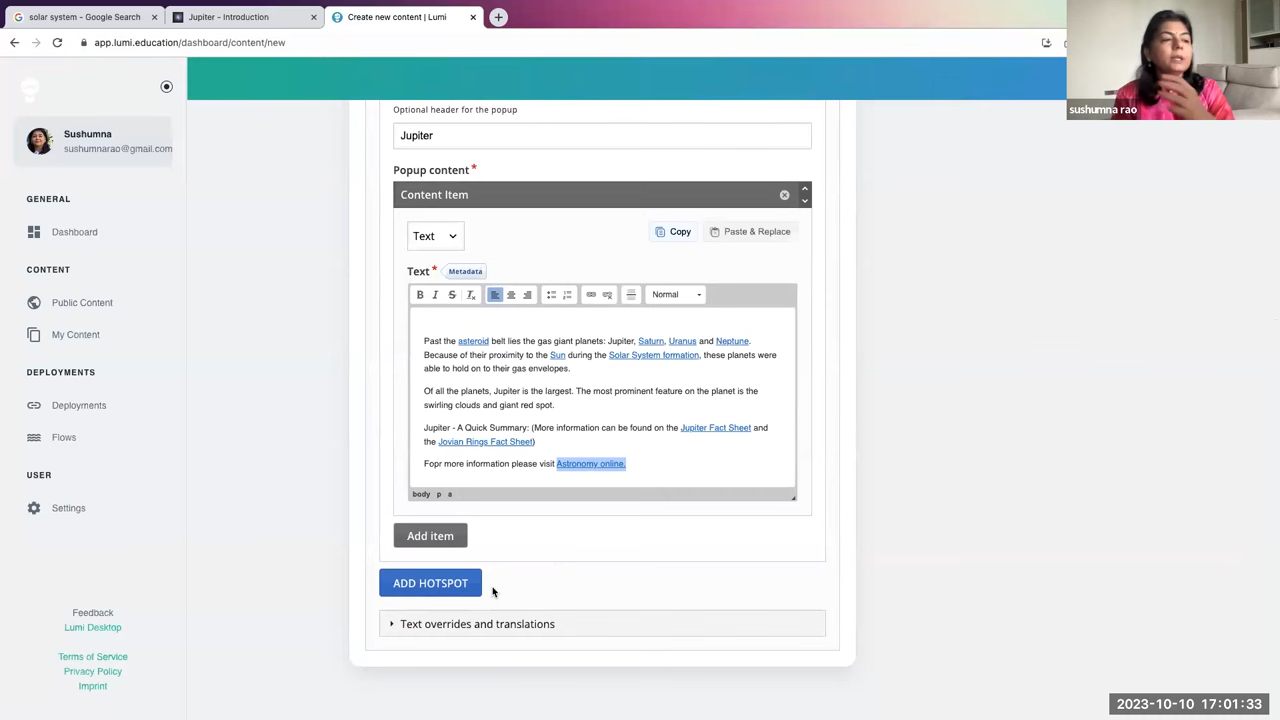 solar system - Google Search
Jupiter - Introduction
Create new content | Lumi
app.lumi.education/dashboard/content/new
sushumna rao
Sushumna
sushumnarao@gmail.com
GENERAL
Dashboard
CONTENT
Public Content
My Content
DEPLOYMENTS
Deployments
Flows
USER
Settings
Feedback
Lumi Desktop
Terms of Service
Privacy Policy
Imprint
Optional header for the popup
Jupiter
Popup content *
Content Item
Text
Copy
Paste & Replace
Text * Metadata
B I S Tx
Normal
Past the asteroid belt lies the gas giant planets: Jupiter, Saturn, Uranus and Neptune.
Because of their proximity to the Sun during the Solar System formation, these planets were
able to hold on to their gas envelopes.
Of all the planets, Jupiter is the largest. The most prominent feature on the planet is the
swirling clouds and giant red spot.
Jupiter - A Quick Summary: (More information can be found on the Jupiter Fact Sheet and
the Jovian Rings Fact Sheet)
Fopr more information please visit Astronomy online.
body p a
Add item
ADD HOTSPOT
Text overrides and translations
2023-10-10 17:01:33